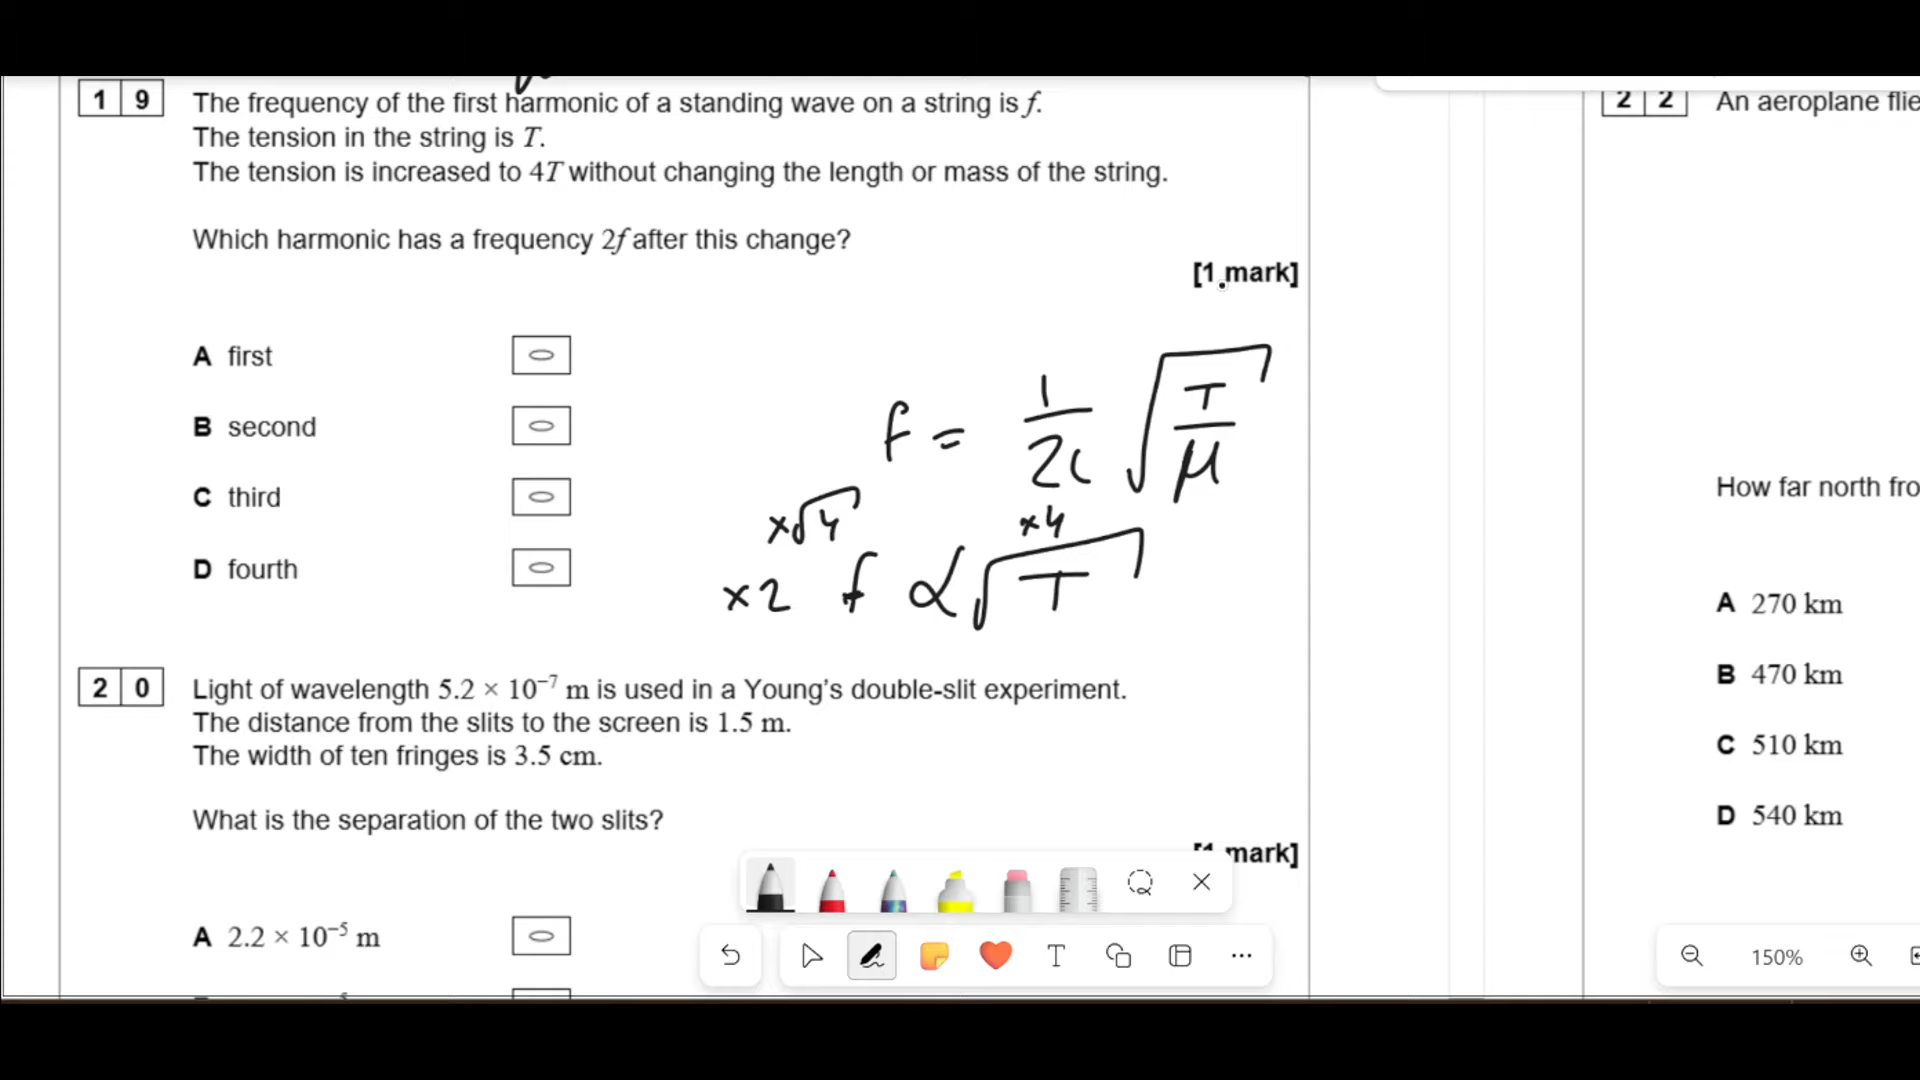 1 9 The frequency of the first harmonic of a standing wave on a string is f.
The tension in the string is T.
The tension is increased to 4T without changing the length or mass of the string.
Which harmonic has a frequency 2f after this change?
[1 mark]
A first
B second
C third
D fourth
f = 1/2l √T/μ
×√4 ×4
×2 f ∝ √T
2 0 Light of wavelength 5.2 × 10⁻⁷ m is used in a Young's double-slit experiment.
The distance from the slits to the screen is 1.5 m.
The width of ten fringes is 3.5 cm.
What is the separation of the two slits?
[1 mark]
A 2.2 × 10⁻⁵ m
2 2 An aeroplane flie
How far north fro
A 270 km
B 470 km
C 510 km
D 540 km
T
150%